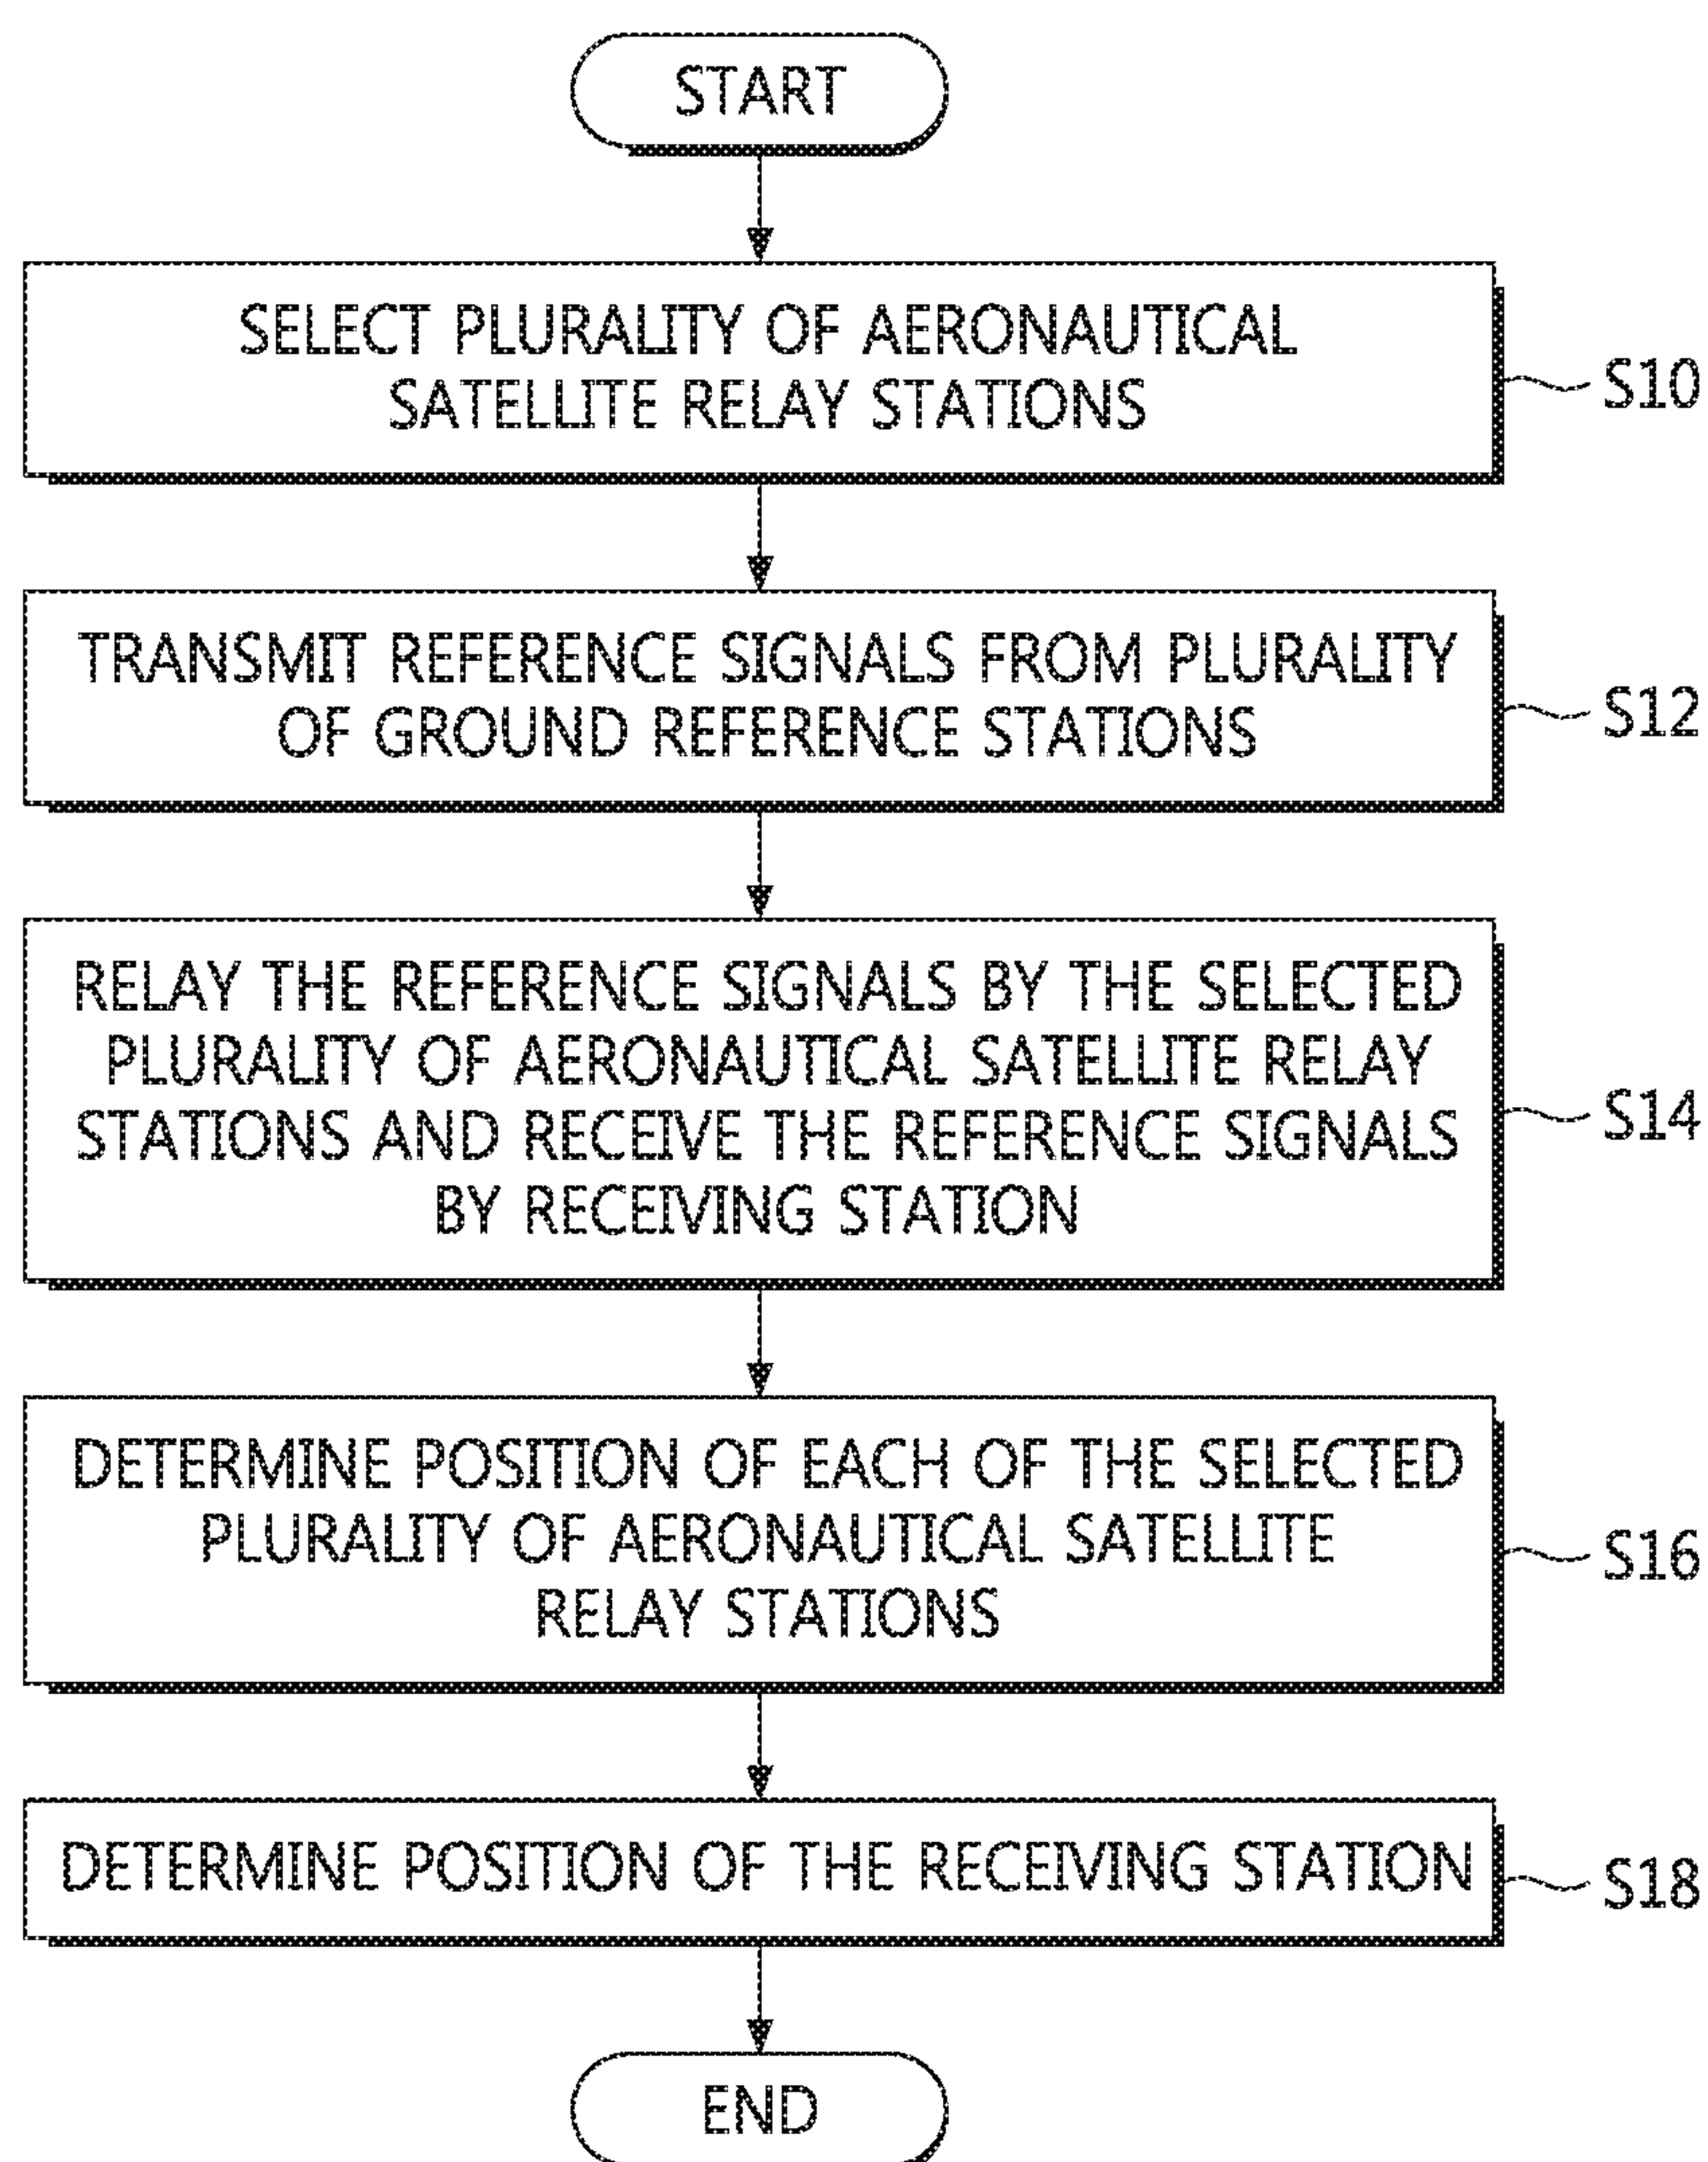 START
SELECT PLURALITY OF AERONAUTICAL
SATELLITE RELAY STATIONS
S10
TRANSMIT REFERENCE SIGNALS FROM PLURALITY
OF GROUND REFERENCE STATIONS
S12
RELAY THE REFERENCE SIGNALS BY THE SELECTED
PLURALITY OF AERONAUTICAL SATELLITE RELAY
STATIONS AND RECEIVE THE REFERENCE SIGNALS
BY RECEIVING STATION
S14
DETERMINE POSITION OF EACH OF THE SELECTED
PLURALITY OF AERONAUTICAL SATELLITE
RELAY STATIONS
S16
DETERMINE POSITION OF THE RECEIVING STATION
S18
END